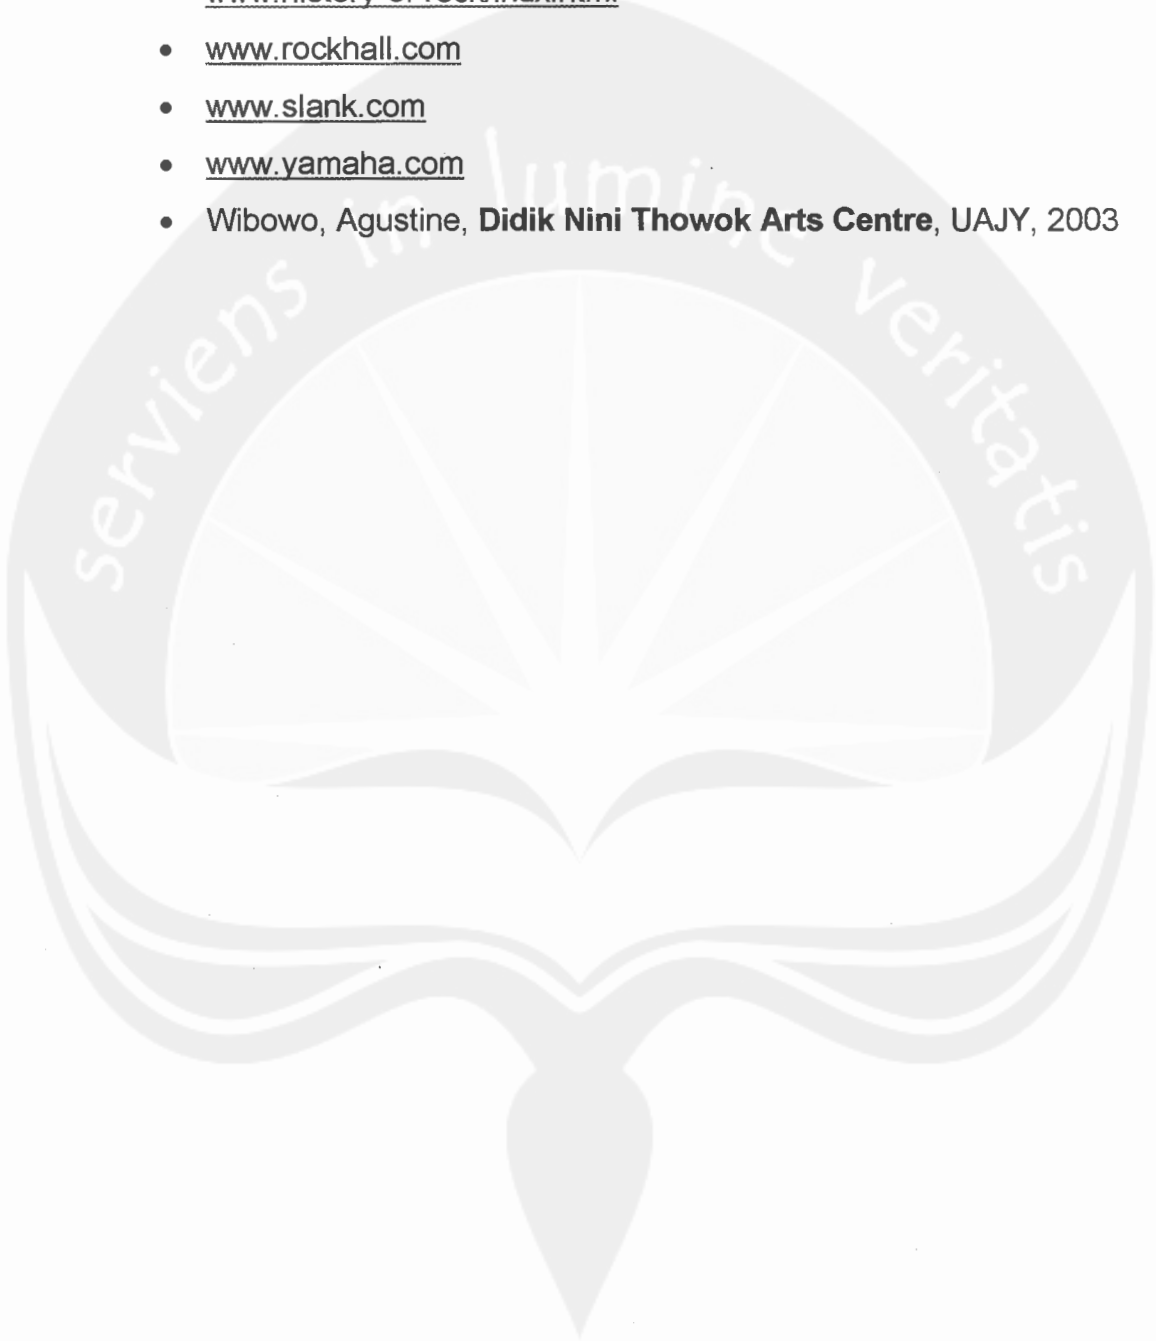 • www.rockhall.com
• www.slank.com
• www.yamaha.com
• Wibowo, Agustine, Didik Nini Thowok Arts Centre, UAJY, 2003
serviens in lumine veritatis